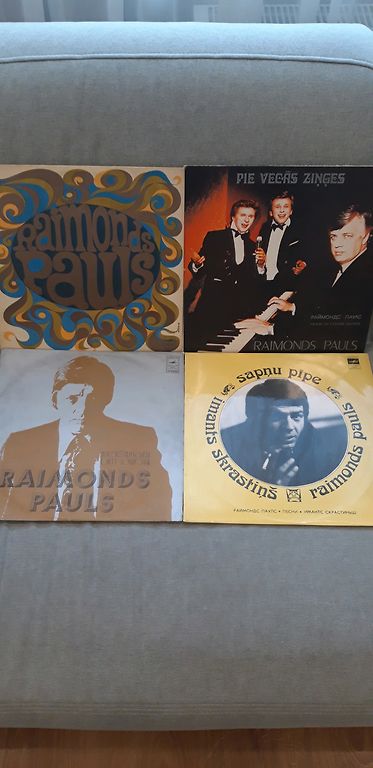 Raimonds
Pauls
PIE VECĀS ZIŅĢES
РАЙМОНДС ПАУЛС
RAIMONDS PAULS
RAIMONDS
PAULS
sapņu pīpe
imants skrastiņš
raimonds pauls
РАЙМОНДС ПАУЛС • ПЕСНИ • ИМАНТС СКРАСТИНЬШ